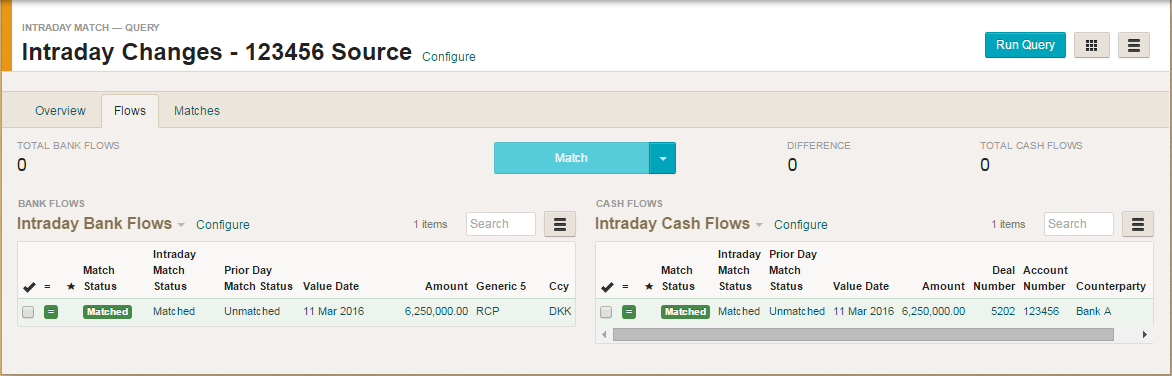 INTRADAY MATCH — QUERY
Intraday Changes - 123456 Source Configure
Run Query
Overview Flows Matches
TOTAL BANK FLOWS
0
Match
DIFFERENCE
0
TOTAL CASH FLOWS
0
BANK FLOWS
Intraday Bank Flows Configure 1 items Search
✔ = ★ Match Status Intraday Match Status Prior Day Match Status Value Date Amount Generic 5 Ccy
= Matched Matched Unmatched 11 Mar 2016 6,250,000.00 RCP DKK
CASH FLOWS
Intraday Cash Flows Configure 1 items Search
✔ = ★ Match Status Intraday Match Status Prior Day Match Status Value Date Amount Deal Number Account Number Counterparty
= Matched Matched Unmatched 11 Mar 2016 6,250,000.00 5202 123456 Bank A